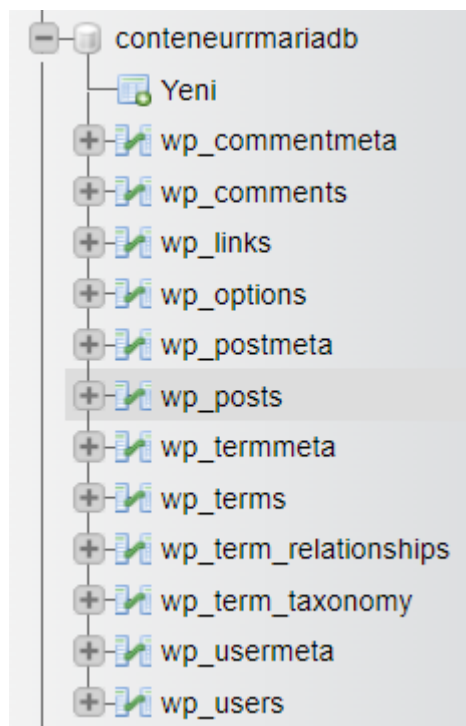 conteneurrmariadb
Yeni
wp_commentmeta
wp_comments
wp_links
wp_options
wp_postmeta
wp_posts
wp_termmeta
wp_terms
wp_term_relationships
wp_term_taxonomy
wp_usermeta
wp_users